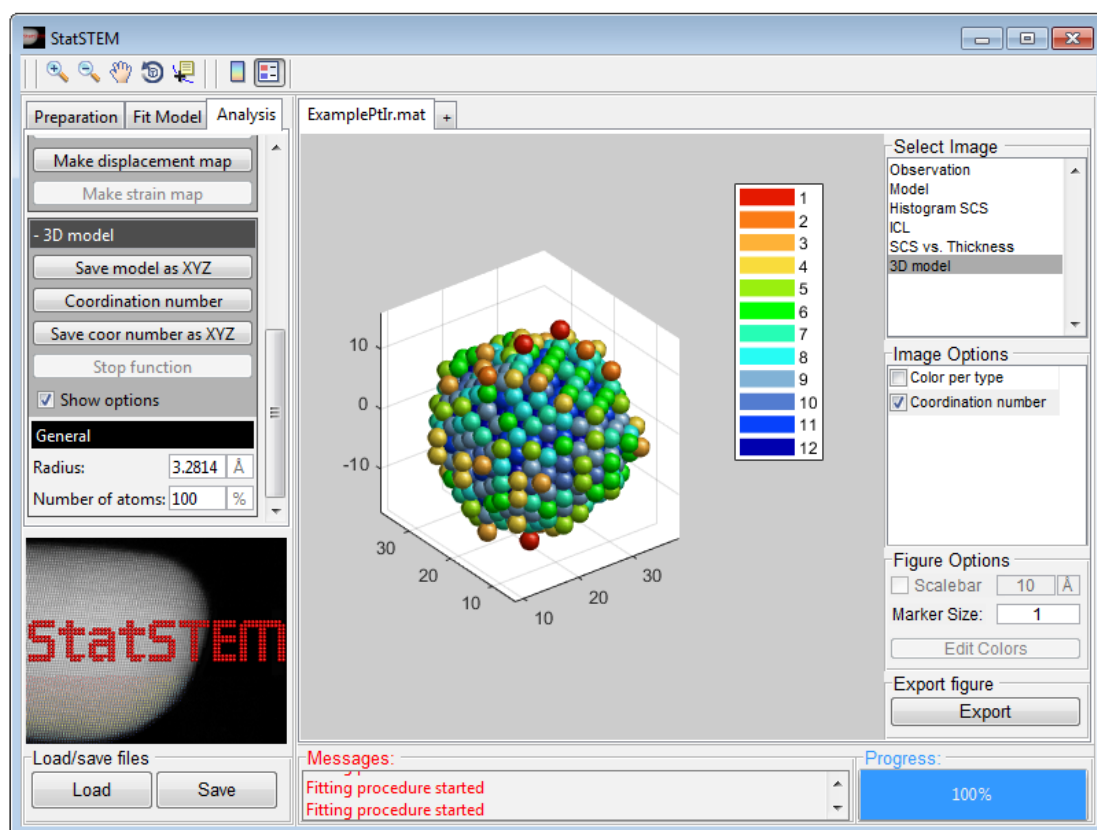 StatSTEM
Preparation Fit Model Analysis
Make displacement map
Make strain map
- 3D model
Save model as XYZ
Coordination number
Save coor number as XYZ
Stop function
Show options
General
Radius: 3.2814 Å
Number of atoms: 100 %
StatSTEM
Load/save files
Load Save
ExamplePtIr.mat +
10
0
-10
30
20
10
10
20
30
1
2
3
4
5
6
7
8
9
10
11
12
Select Image
Observation
Model
Histogram SCS
ICL
SCS vs. Thickness
3D model
Image Options
Color per type
Coordination number
Figure Options
Scalebar 10 Å
Marker Size: 1
Edit Colors
Export figure
Export
Messages:
Fitting procedure started
Fitting procedure started
Progress:
100%